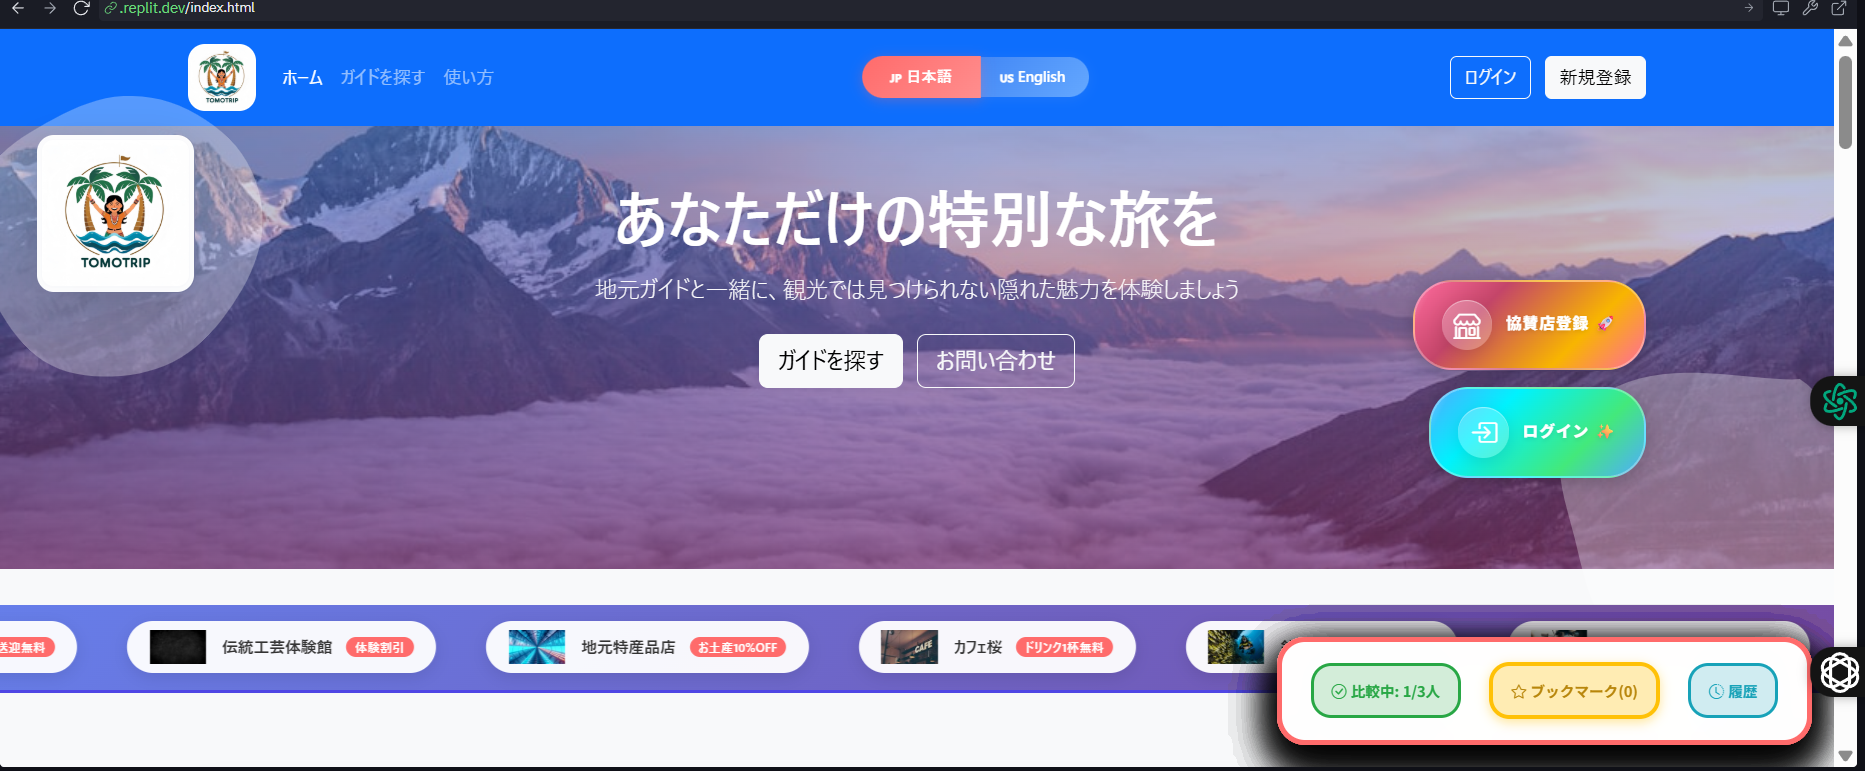 .replit.dev/index.html
TOMOTRIP
ホーム ガイドを探す 使い方
JP 日本語
US English
ログイン
新規登録
TOMOTRIP
あなただけの特別な旅を
地元ガイドと一緒に、観光では見つけられない隠れた魅力を体験しましょう
ガイドを探す
お問い合わせ
協賛店登録 🚀
ログイン ✨
送迎無料
伝統工芸体験館 体験割引
地元特産品店 お土産10%OFF
CAFE
カフェ桜 ドリンク1杯無料
比較中: 1/3人
ブックマーク(0)
履歴